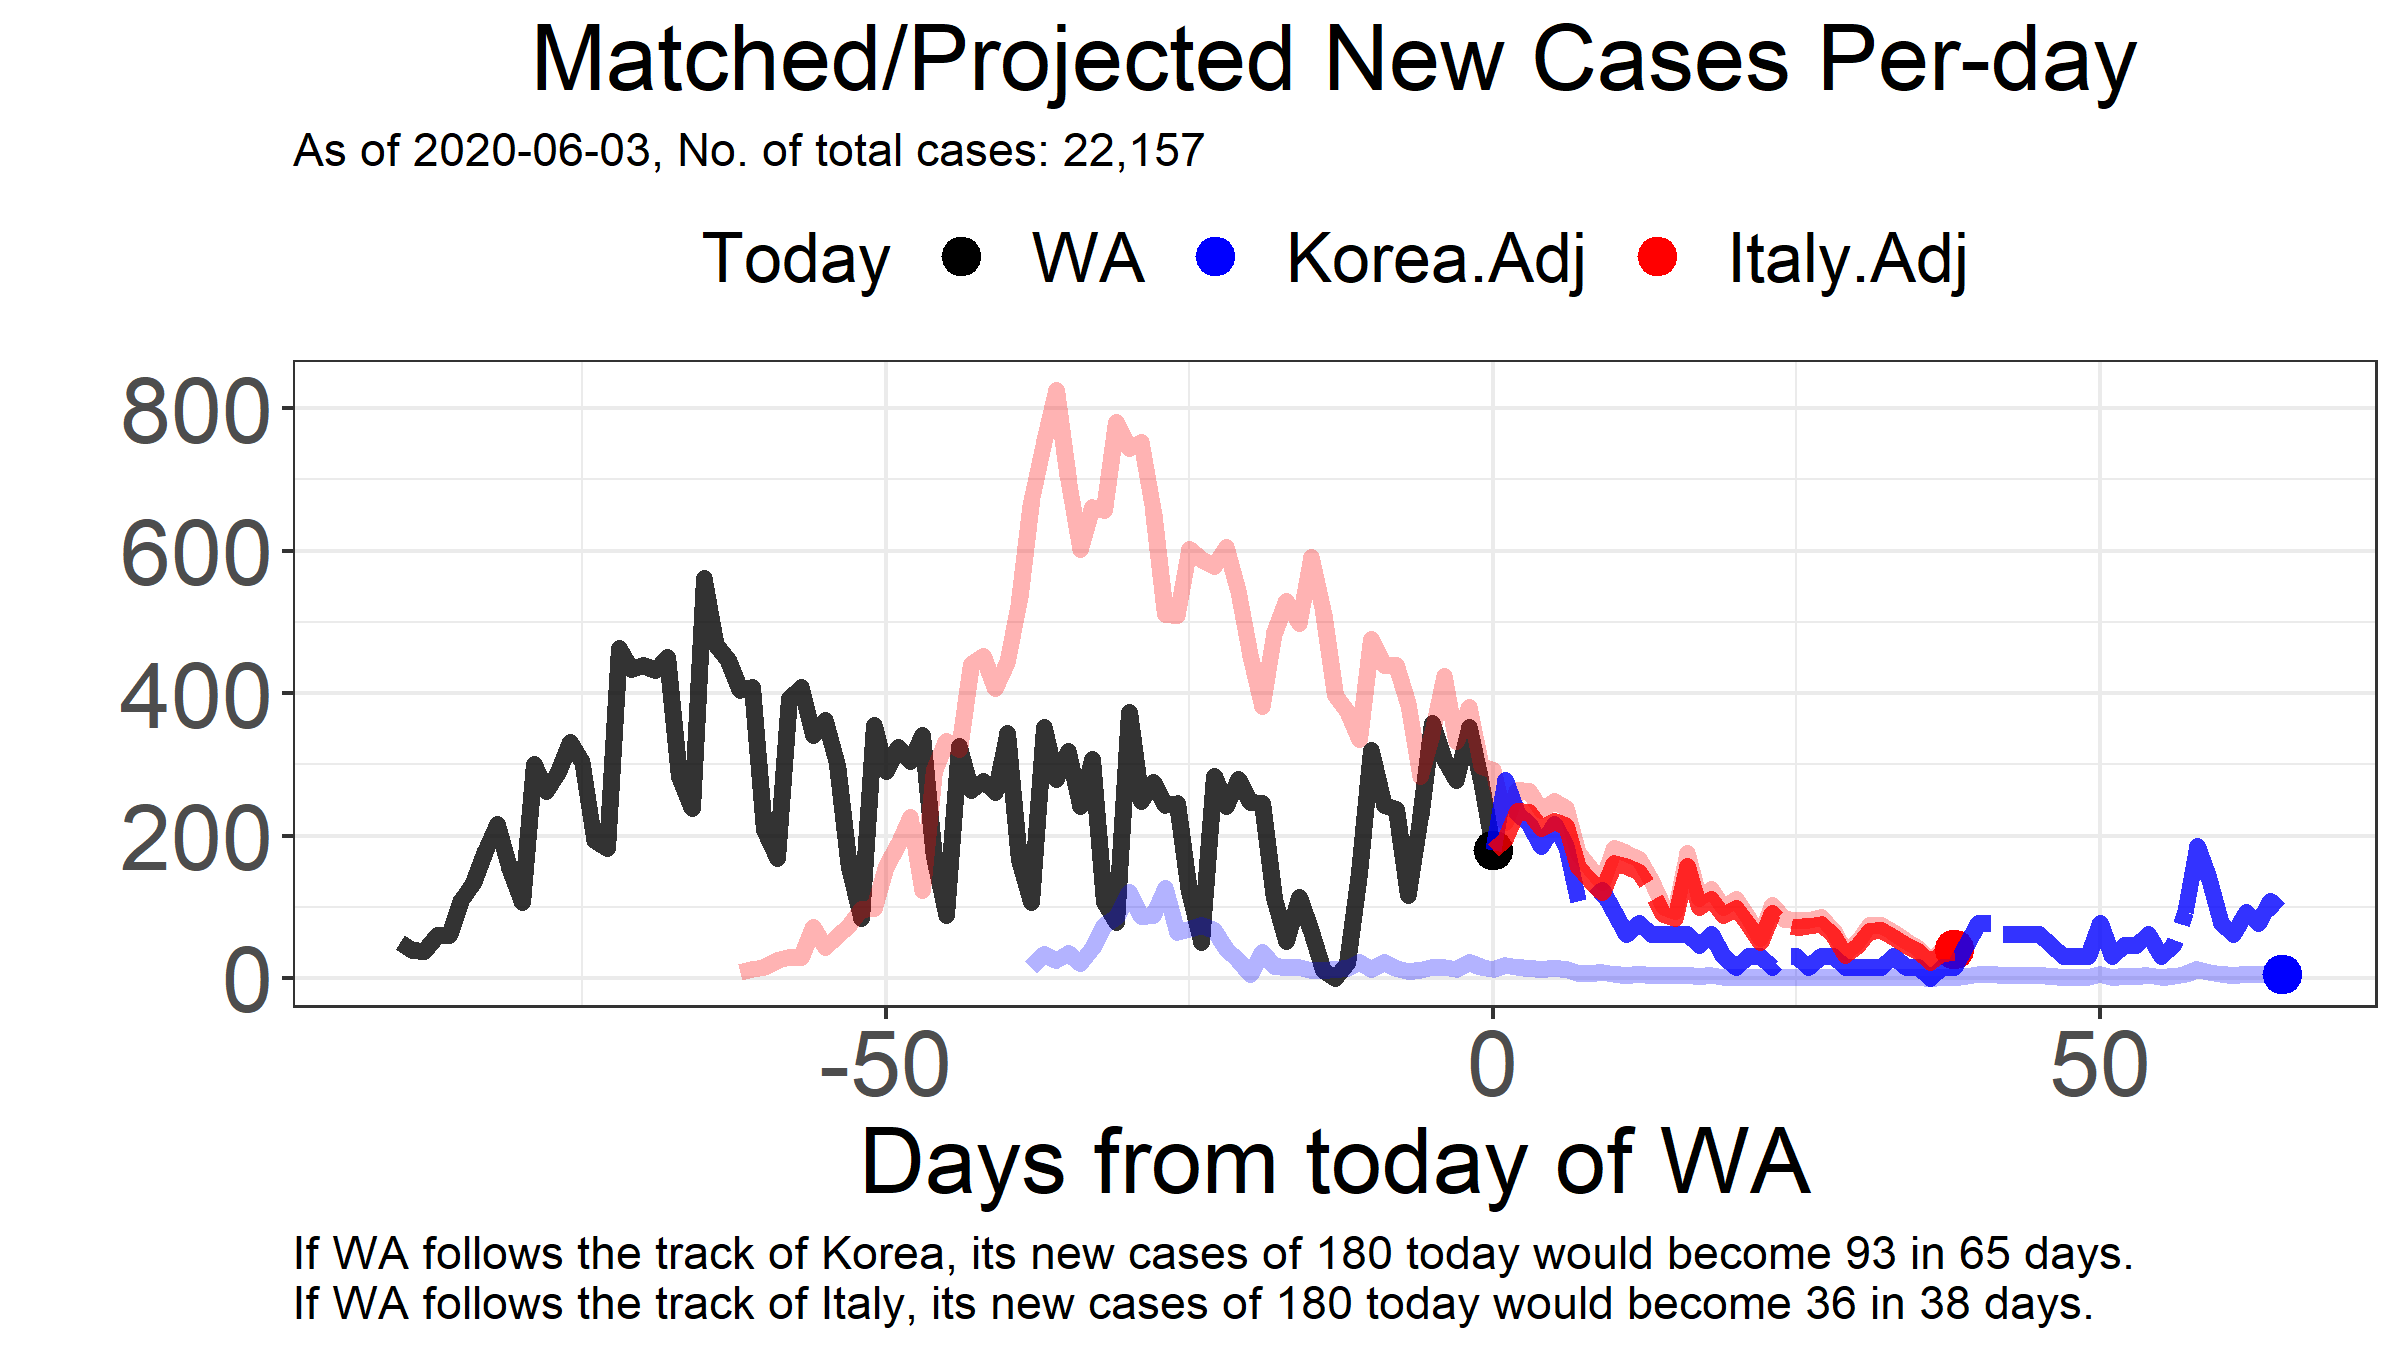 Matched/Projected New Cases Per-day
As of 2020-06-03, No. of total cases: 22,157
Today WA Korea.Adj Italy.Adj
800
600
400
200
0
-50 0 50
Days from today of WA
If WA follows the track of Korea, its new cases of 180 today would become 93 in 65 days.
If WA follows the track of Italy, its new cases of 180 today would become 36 in 38 days.